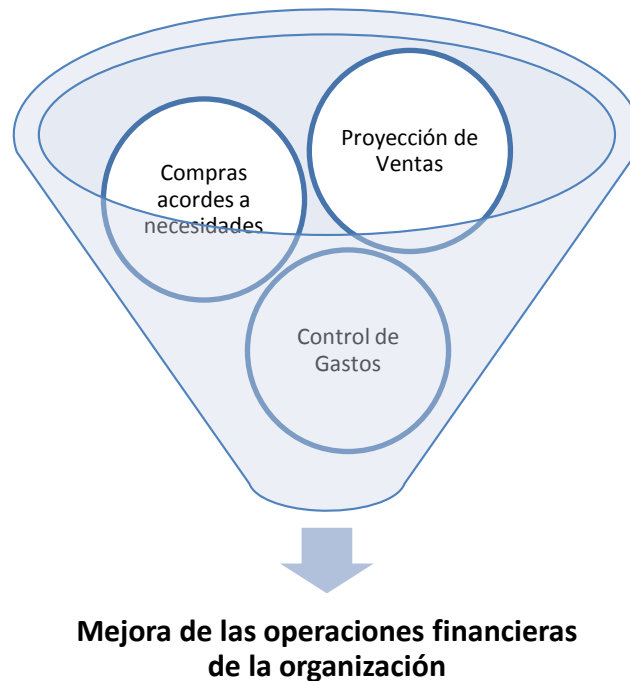 Proyección de
Ventas
Compras
acordes a
necesidades
Control de
Gastos
Mejora de las operaciones financieras
de la organización